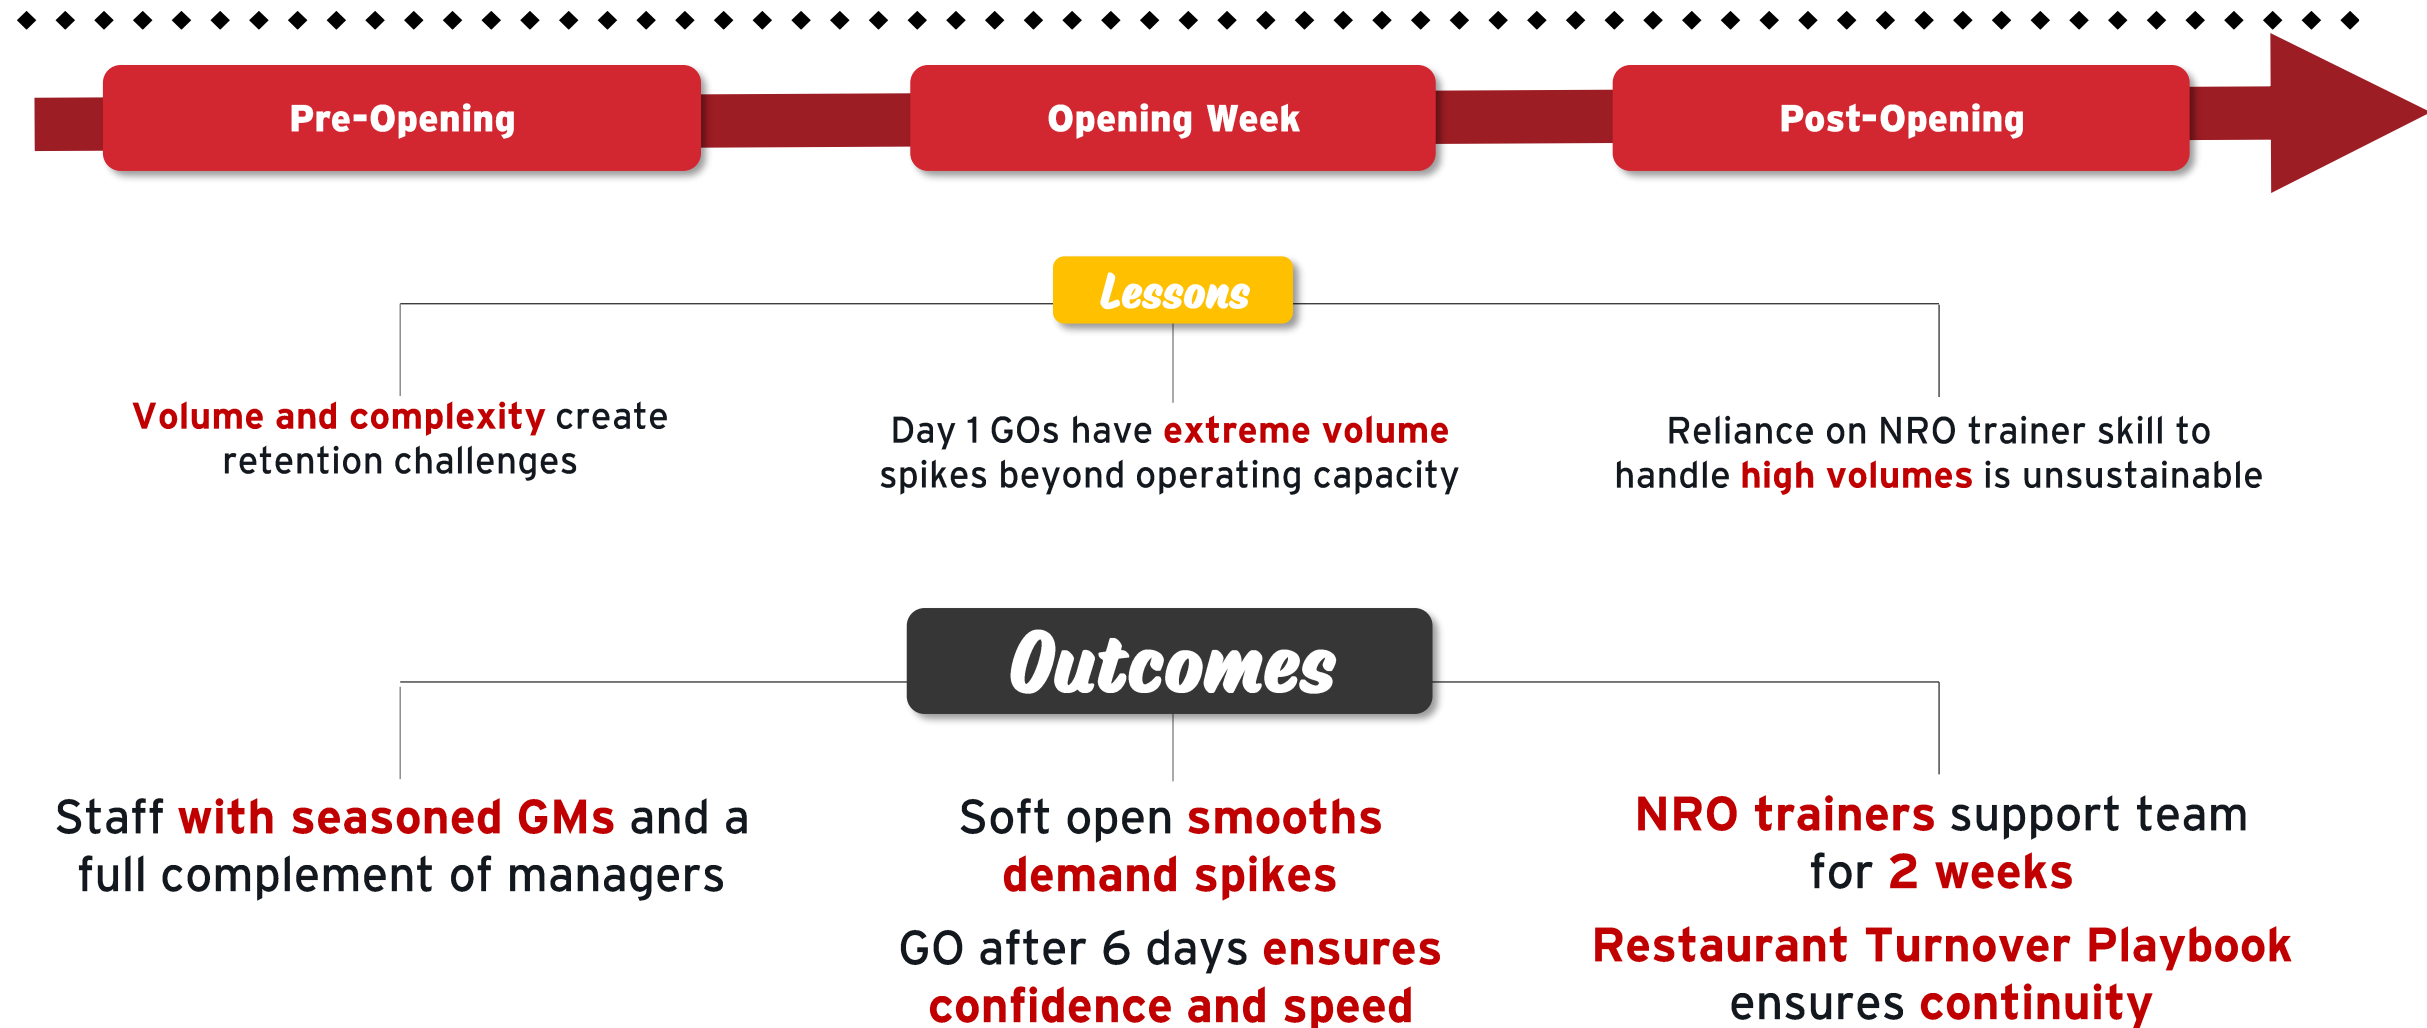 Pre-Opening
Opening Week
Post-Opening
Lessons
Volume and complexity create
retention challenges
Day 1 GOs have extreme volume
spikes beyond operating capacity
Reliance on NRO trainer skill to
handle high volumes is unsustainable
Outcomes
Staff with seasoned GMs and a
full complement of managers
Soft open smooths
demand spikes
GO after 6 days ensures
confidence and speed
NRO trainers support team
for 2 weeks
Restaurant Turnover Playbook
ensures continuity